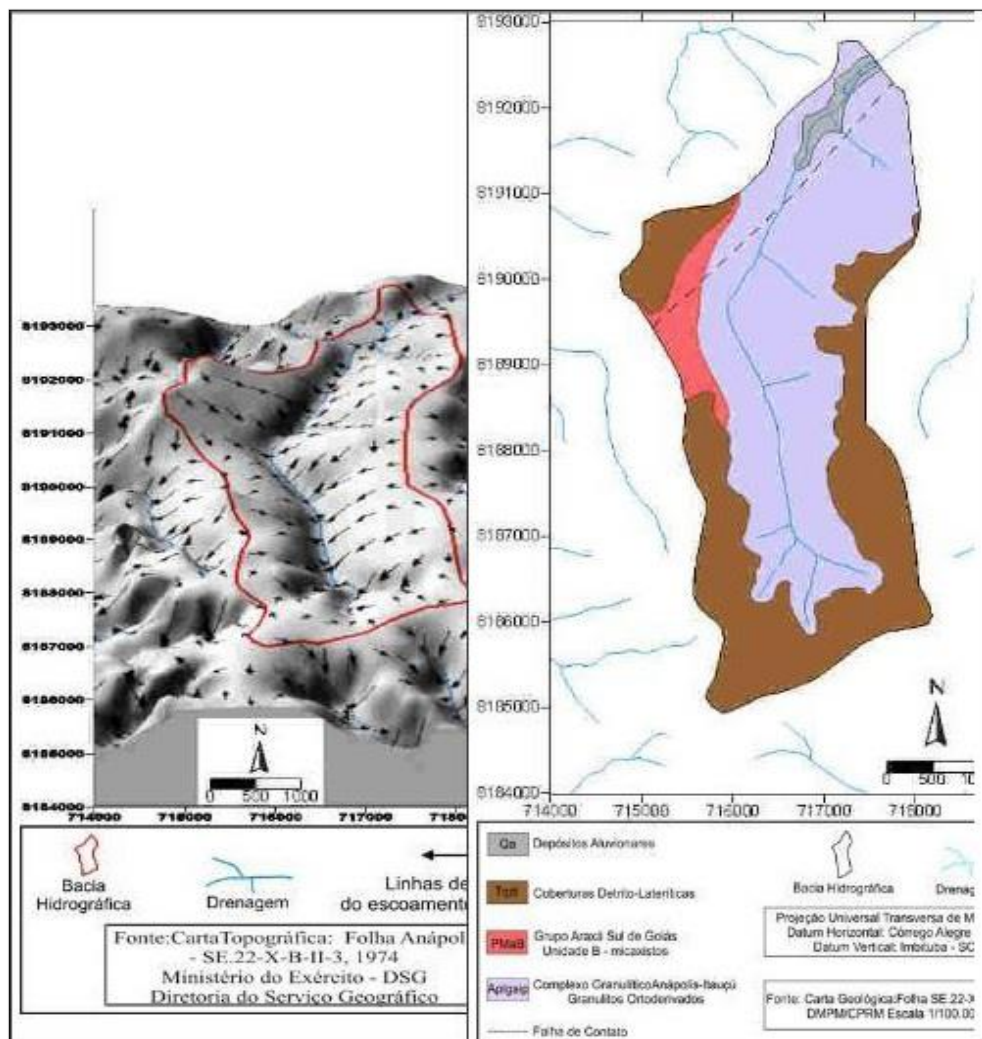 8193000
8192000
8191000
8190000
8189000
8188000
8187000
8186000
8185000
8184000
714000 715000 716000 717000 718000
N
0 500 1000
Bacia
Hidrográfica
Drenagem
Linhas de
do escoamento
Fonte:CartaTopográfica: Folha Anápol
- SE.22-X-B-II-3, 1974
Ministério do Exército - DSG
Diretoria do Serviço Geográfico
8193000
8192000
8191000
8190000
8189000
8188000
8187000
8186000
8185000
8184000
714000 715000 716000 717000 718000
N
0 500 1000
Qa Depósitos Aluvionares
Coberturas Detrito-Lateríticas
PMaB Grupo Araxá Sul de Goiás
Unidade B - micaxistos
Complexo GranulíticoAnápolis-Itauçú
Granulitos Ortoderivados
Falha de Contato
Bacia Hidrográfica
Drena
Projeção Universal Transversa de M
Datum Horizontal: Córrego Alegre
Datum Vertical: Imbituba - SC
Fonte: Carta Geológica:Folha SE.22-X
DMPM/CPRM Escala 1/100.00